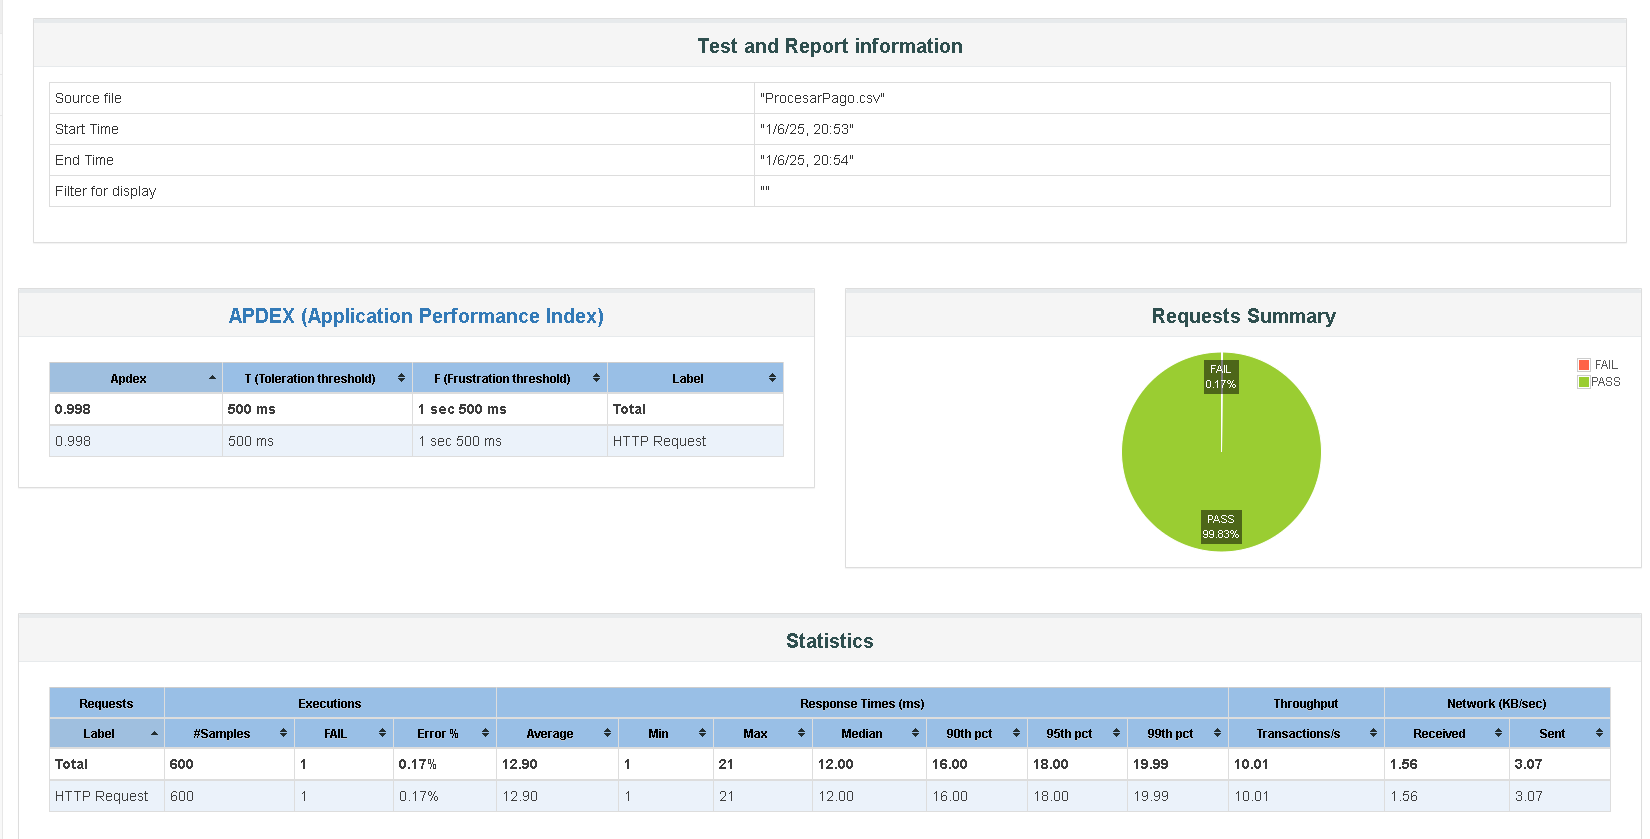 Test and Report information
Source file "ProcesarPago.csv"
Start Time "1/6/25, 20:53"
End Time "1/6/25, 20:54"
Filter for display ""
APDEX (Application Performance Index)
Apdex T (Toleration threshold) F (Frustration threshold) Label
0.998 500 ms 1 sec 500 ms Total
0.998 500 ms 1 sec 500 ms HTTP Request
Requests Summary
FAIL
0.17%
PASS
99.83%
FAIL
PASS
Statistics
Requests Executions Response Times (ms) Throughput Network (KB/sec)
Label #Samples FAIL Error % Average Min Max Median 90th pct 95th pct 99th pct Transactions/s Received Sent
Total 600 1 0.17% 12.90 1 21 12.00 16.00 18.00 19.99 10.01 1.56 3.07
HTTP Request 600 1 0.17% 12.90 1 21 12.00 16.00 18.00 19.99 10.01 1.56 3.07